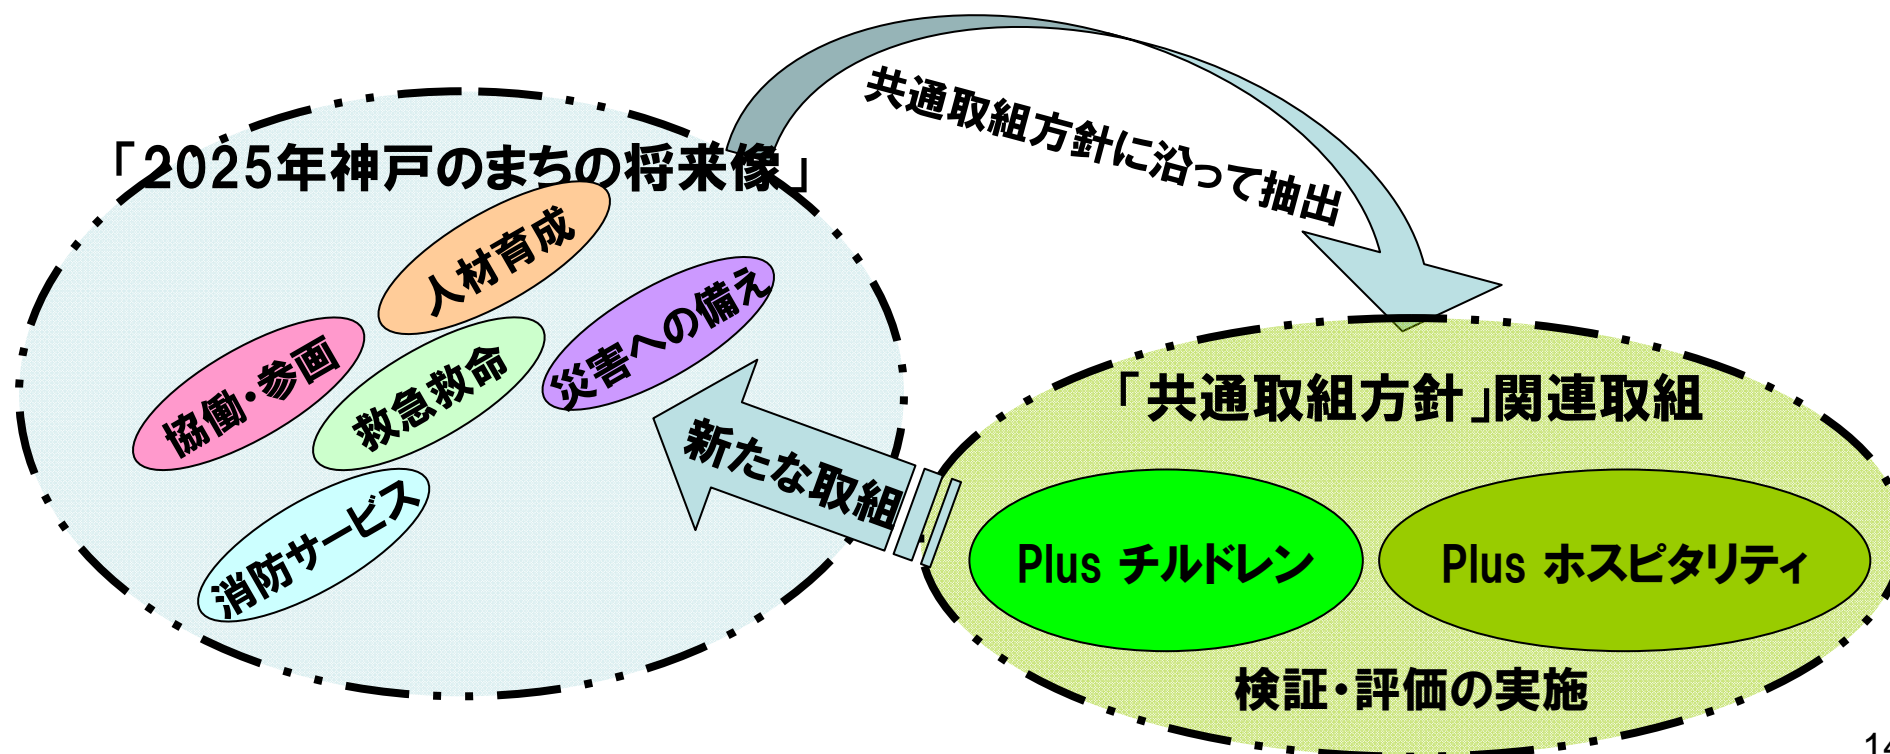 共通取組方針に沿って抽出
「2025年神戸のまちの将来像」
人材育成
災害への備え
協働・参画
救急救命
消防サービス
新たな取組
「共通取組方針」関連取組
Plus チルドレン
Plus ホスピタリティ
検証・評価の実施